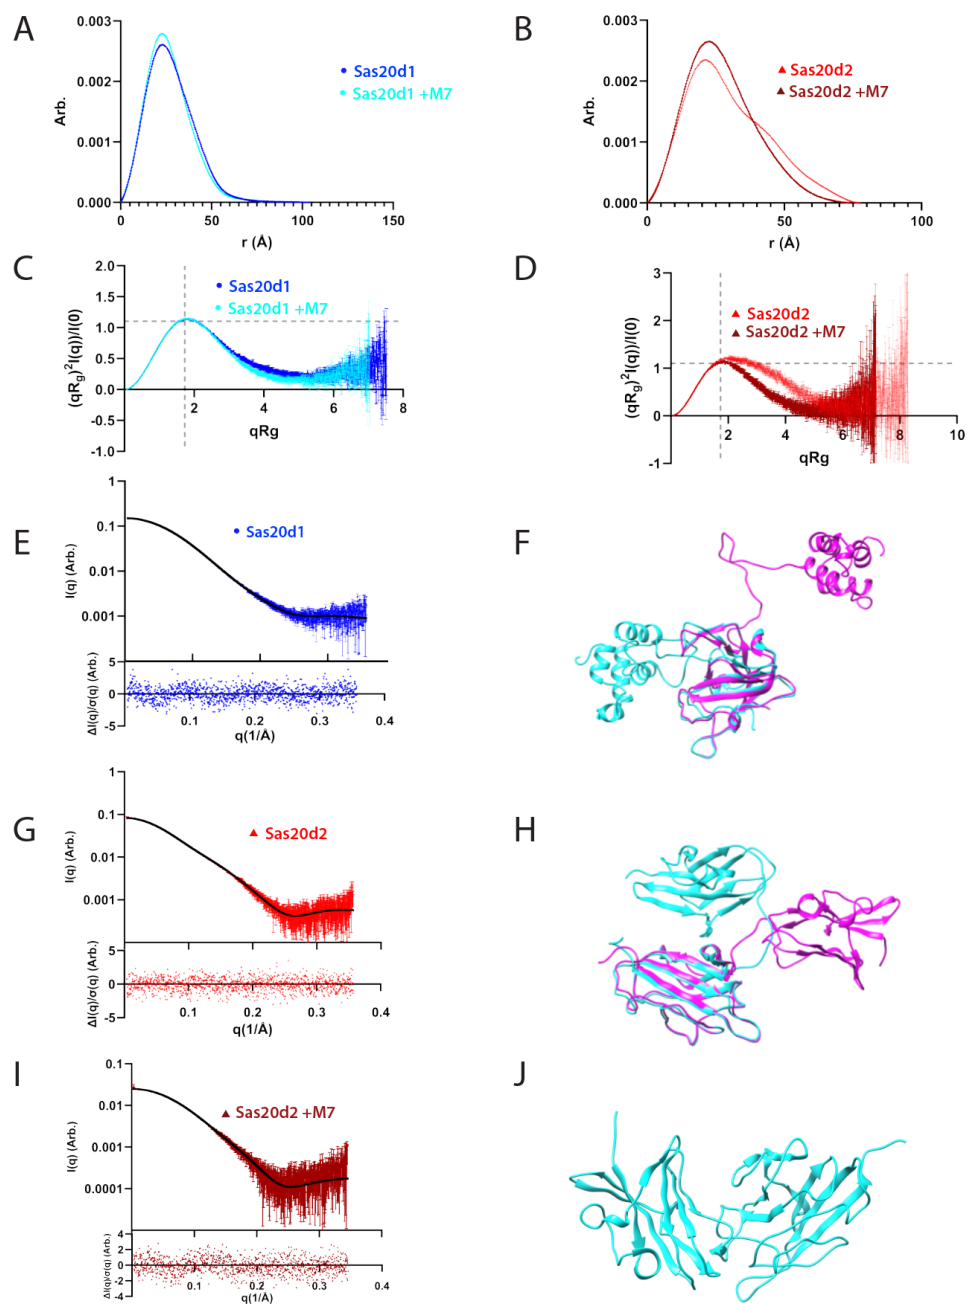 A
0.003
0.002
0.001
0.000
Arb.
0
50
100
150
r (Å)
Sas20d1
Sas20d1 +M7
B
0.003
0.002
0.001
0.000
Arb.
0
50
100
r (Å)
Sas20d2
Sas20d2 +M7
C
2.0
1.5
1.0
0.5
0.0
-0.5
-1.0
(qRg)²I(q))/I(0)
2
4
6
8
qRg
Sas20d1
Sas20d1 +M7
D
3
2
1
0
-1
(qRg)²I(q))/I(0)
2
4
6
8
10
qRg
Sas20d2
Sas20d2 +M7
E
1
0.1
0.01
0.001
I(q) (Arb.)
Sas20d1
5
0
-5
ΔI(q)/σ(q) (Arb.)
0.1
0.2
0.3
0.4
q(1/Å)
F
G
1
0.1
0.01
0.001
I(q) (Arb.)
Sas20d2
5
0
-5
ΔI(q)/σ(q) (Arb.)
0.1
0.2
0.3
0.4
q(1/Å)
H
I
0.1
0.01
0.001
0.0001
I(q) (Arb.)
Sas20d2 +M7
4
2
0
-2
-4
ΔI(q)/σ(q) (Arb.)
0.1
0.2
0.3
0.4
q(1/Å)
J